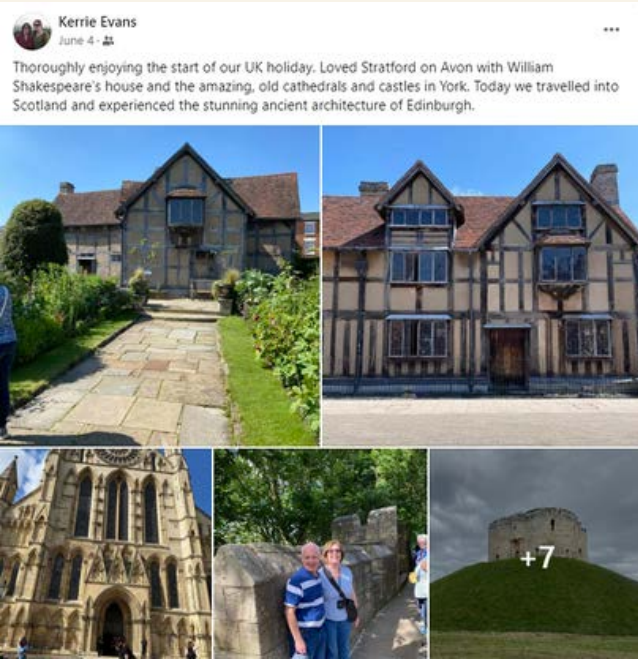 Kerrie Evans
June 4 ·
Thoroughly enjoying the start of our UK holiday. Loved Stratford on Avon with William
Shakespeare's house and the amazing, old cathedrals and castles in York. Today we travelled into
Scotland and experienced the stunning ancient architecture of Edinburgh.
+7